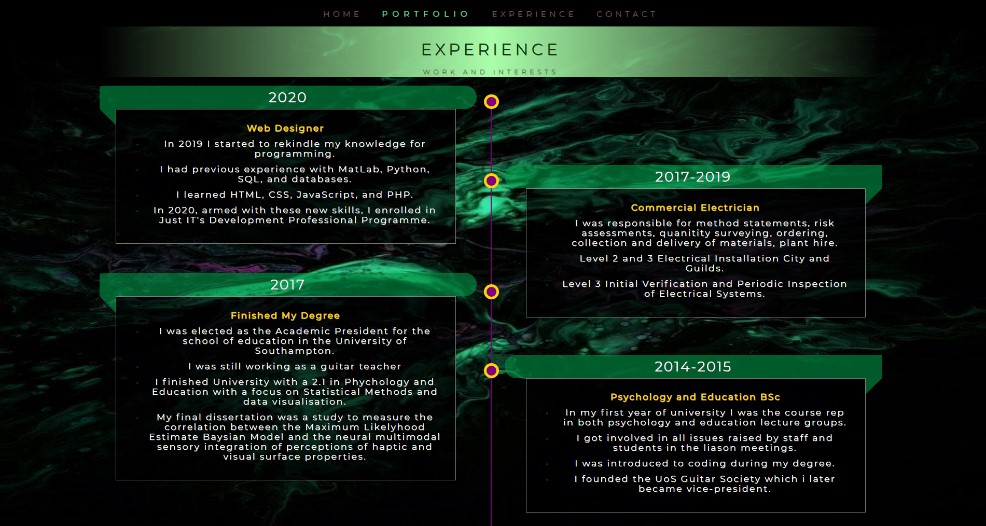 HOME PORTFOLIO EXPERIENCE CONTACT
EXPERIENCE
WORK AND INTERESTS
2020
Web Designer
In 2019 I started to rekindle my knowledge for
programming.
I had previous experience with MatLab, Python,
SQL, and databases.
I learned HTML, CSS, JavaScript, and PHP.
In 2020, armed with these new skills, I enrolled in
Just IT's Development Professional Programme.
2017-2019
Commercial Electrician
I was responsible for method statements, risk
assessments, quanitity surveying, ordering,
collection and delivery of materials, plant hire.
Level 2 and 3 Electrical Installation City and
Guilds.
Level 3 Initial Verification and Periodic Inspection
of Electrical Systems.
2017
Finished My Degree
I was elected as the Academic President for the
school of education in the University of
Southampton.
I was still working as a guitar teacher
I finished University with a 2.1 in Phychology and
Education with a focus on Statistical Methods and
data visualisation.
My final dissertation was a study to measure the
correlation between the Maximum Likelyhood
Estimate Baysian Model and the neural multimodal
sensory integration of perceptions of haptic and
visual surface properties.
2014-2015
Psychology and Education BSc
In my first year of university I was the course rep
in both psychology and education lecture groups.
I got involved in all issues raised by staff and
students in the liason meetings.
I was introduced to coding during my degree.
I founded the UoS Guitar Society which i later
became vice-president.